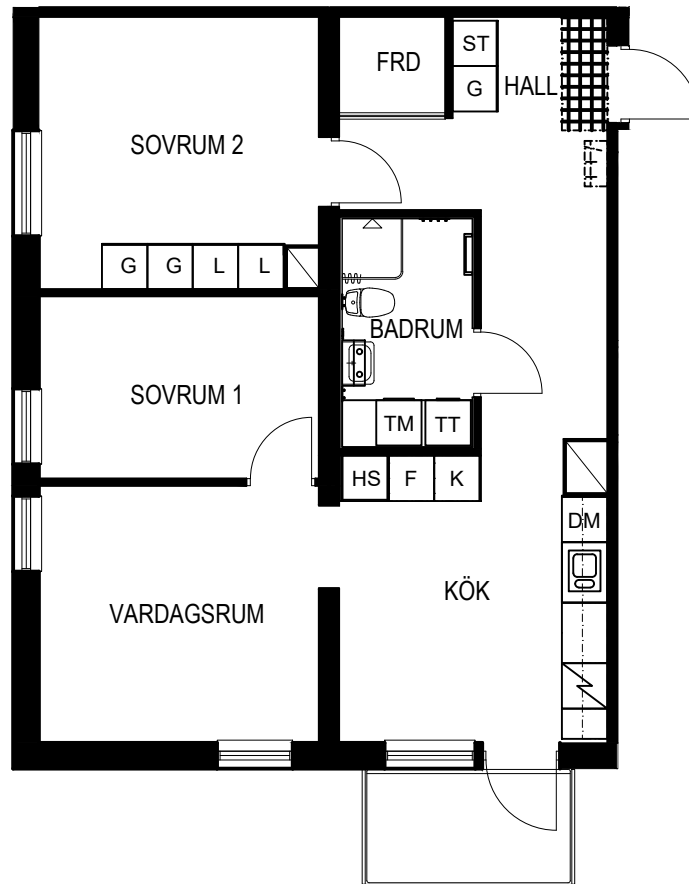 FRD
ST
G
HALL
SOVRUM 2
G
G
L
L
BADRUM
SOVRUM 1
TM
TT
HS
F
K
DM
KÖK
VARDAGSRUM